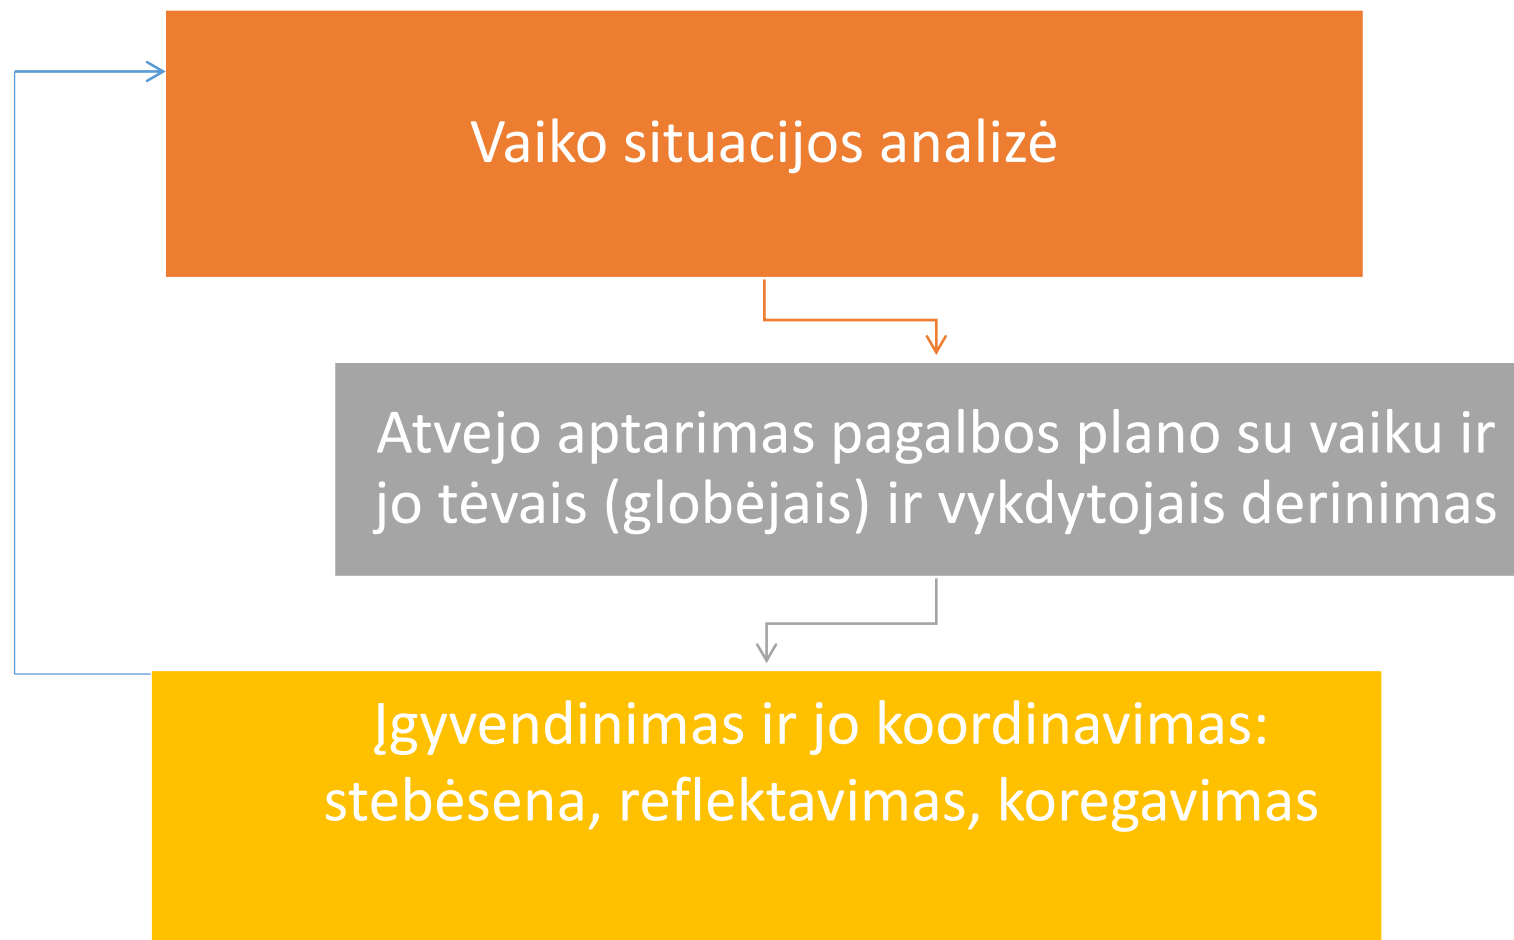 Vaiko situacijos analizė
Atvejo aptarimas pagalbos plano su vaiku ir
jo tėvais (globėjais) ir vykdytojais derinimas
Įgyvendinimas ir jo koordinavimas:
stebėsena, reflektavimas, koregavimas